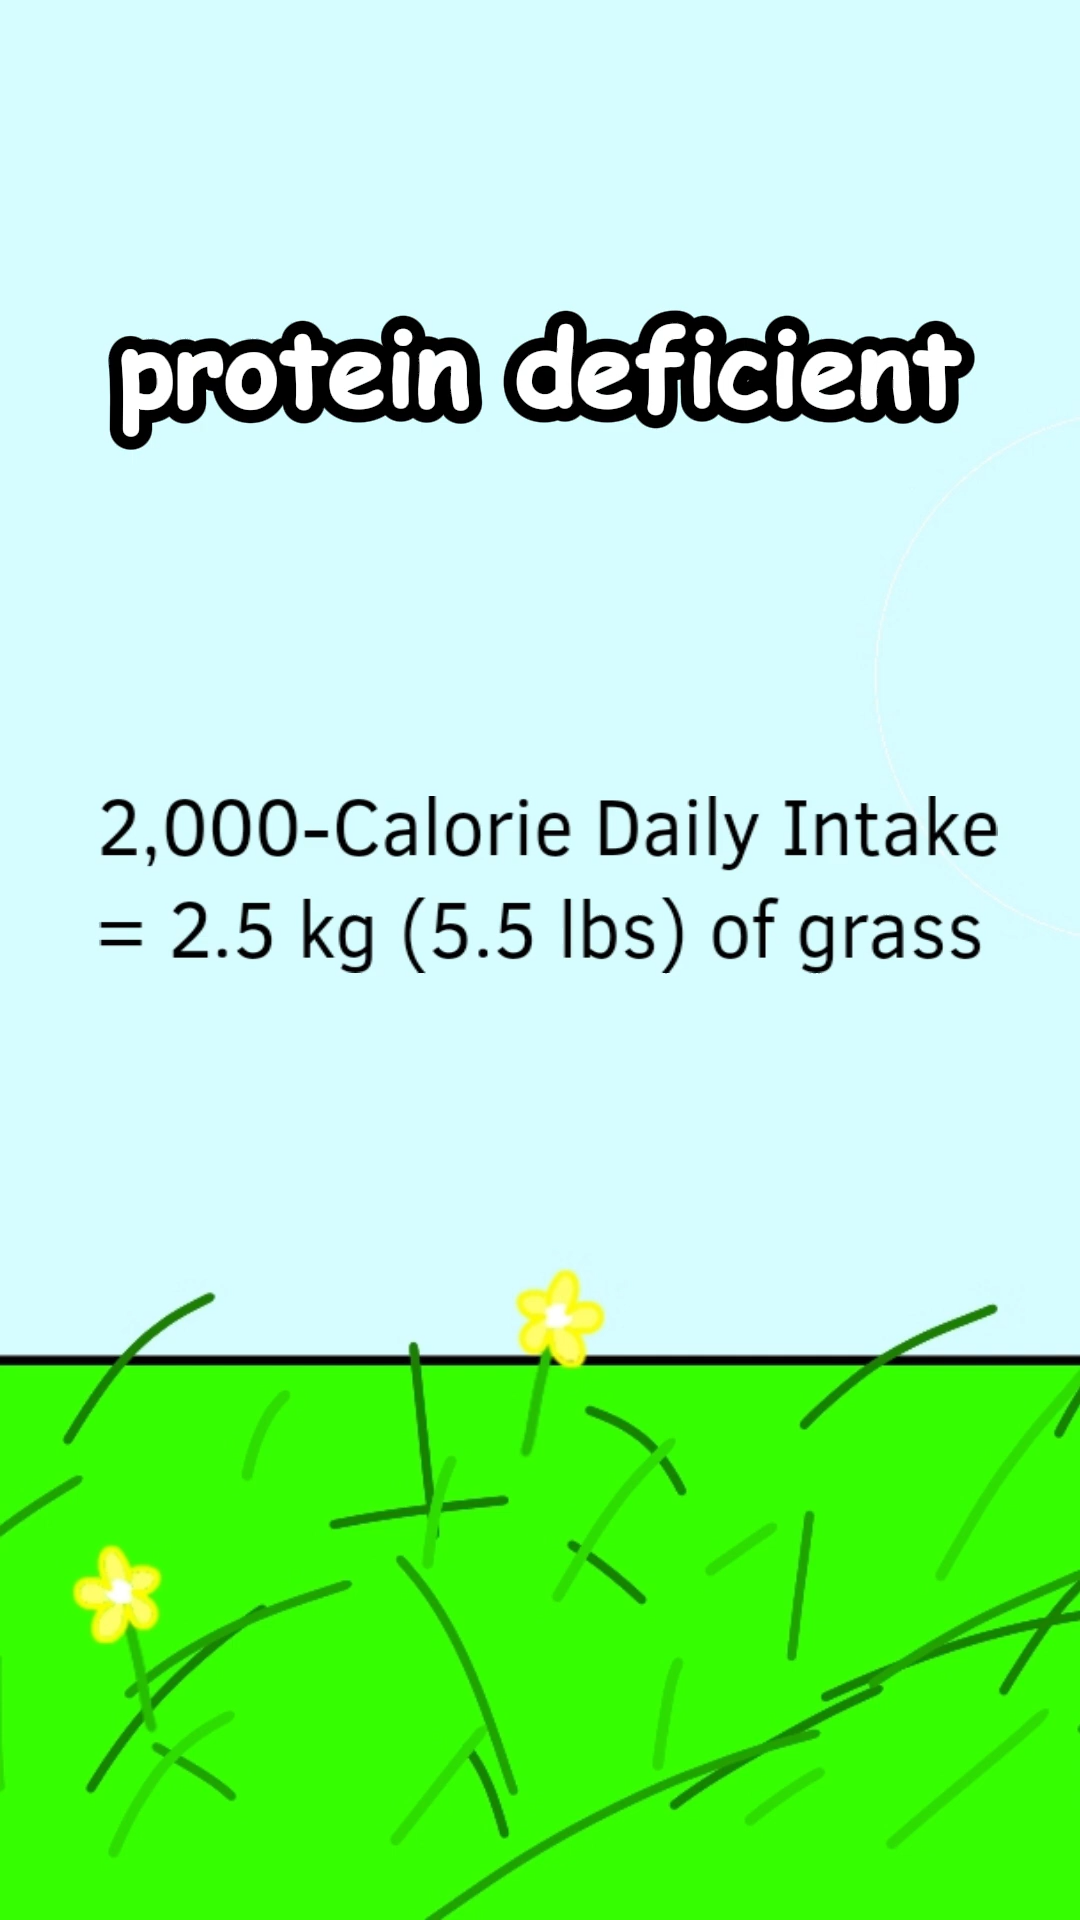 protein deficient
2,000-Calorie Daily Intake
= 2.5 kg (5.5 lbs) of grass